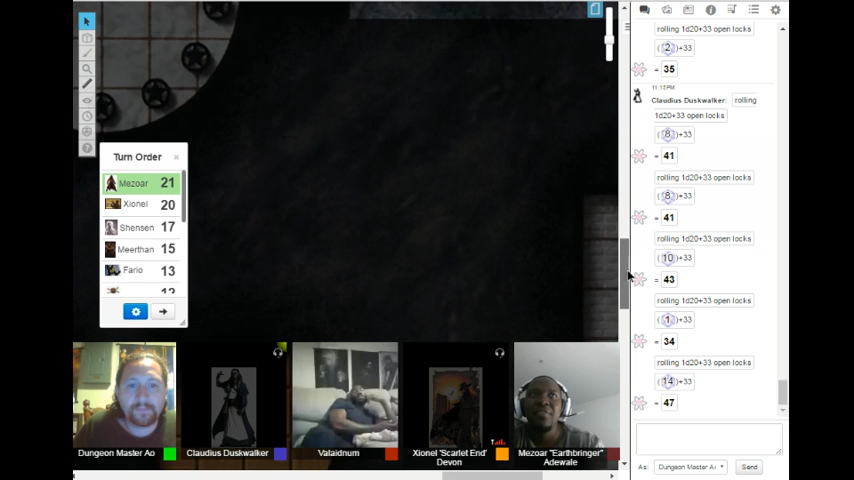 Turn Order ×
Mezoar 21
Xionel 20
Shensen 17
Meerthan 15
Fario 13
12
Dungeon Master Ao
Claudius Duskwalker
Valaidnum
Xionel 'Scarlet End'
Devon
Mezoar "Earthbringer"
Adewale
rolling 1d20+33 open locks
(2)+33
= 35
11:15PM
Claudius Duskwalker: rolling
1d20+33 open locks
(8)+33
= 41
rolling 1d20+33 open locks
(8)+33
= 41
rolling 1d20+33 open locks
(10)+33
= 43
rolling 1d20+33 open locks
(1)+33
= 34
rolling 1d20+33 open locks
(14)+33
= 47
As: Dungeon Master Ao
Send